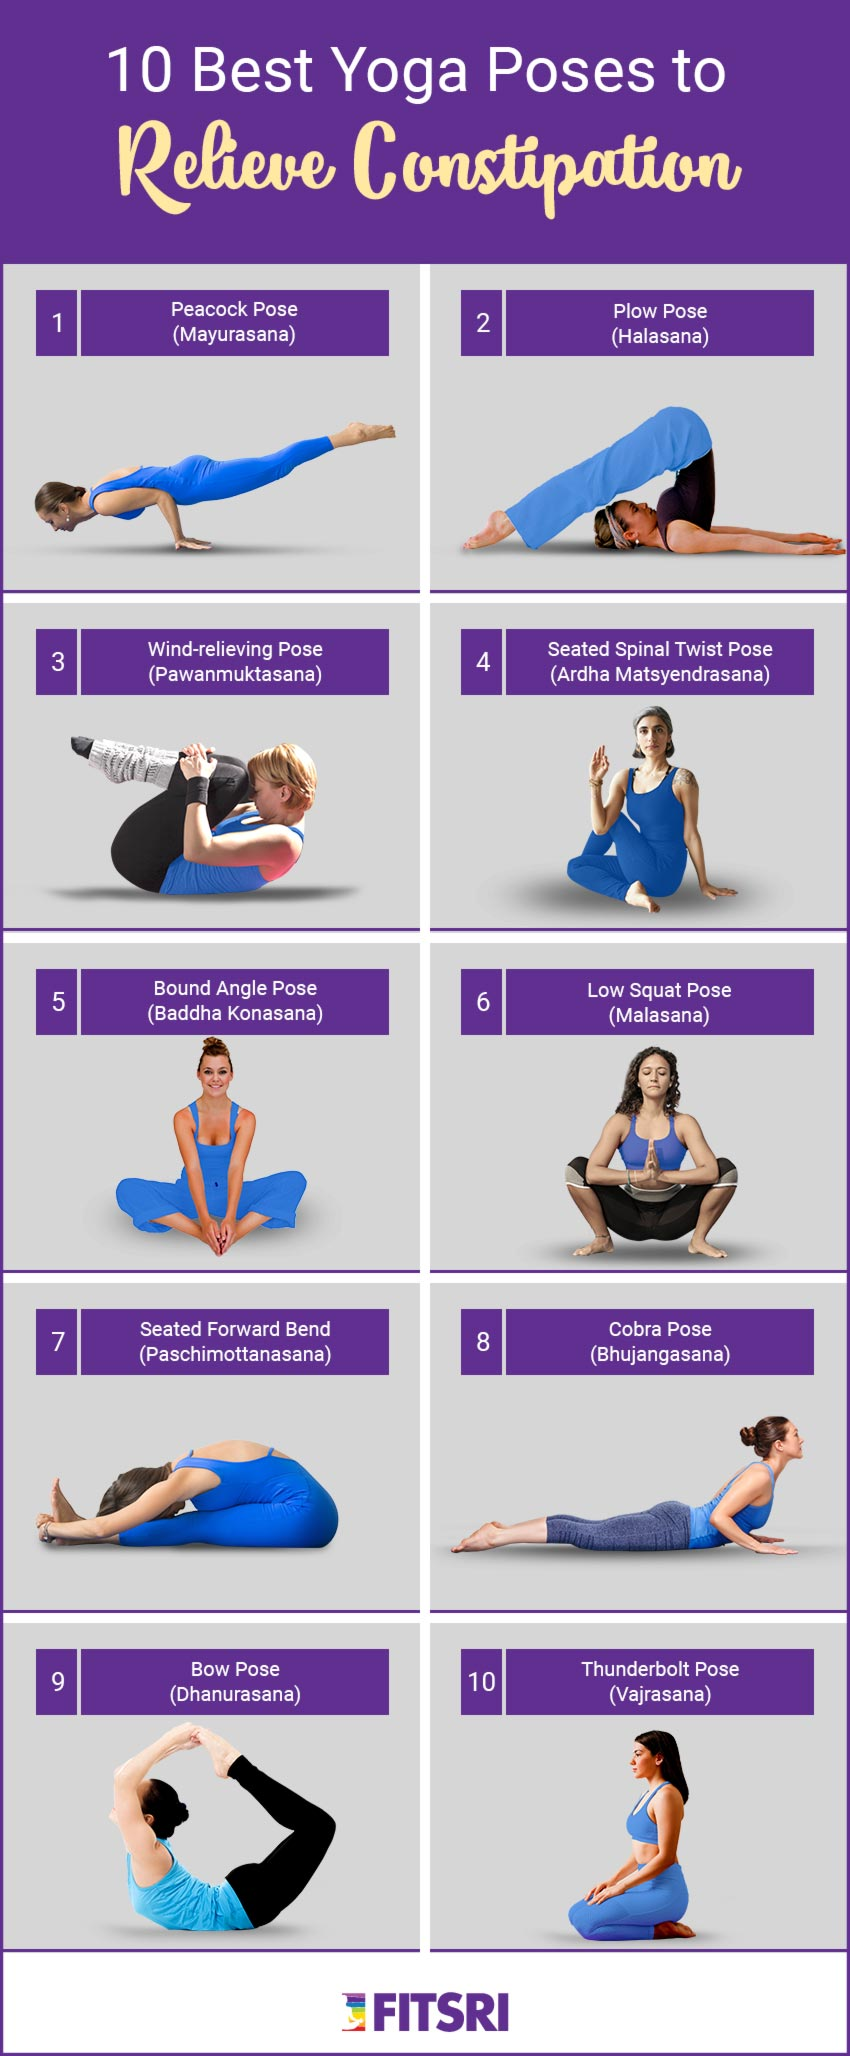 10 Best Yoga Poses to
Relieve Constipation
1
Peacock Pose
(Mayurasana)
2
Plow Pose
(Halasana)
3
Wind-relieving Pose
(Pawanmuktasana)
4
Seated Spinal Twist Pose
(Ardha Matsyendrasana)
5
Bound Angle Pose
(Baddha Konasana)
6
Low Squat Pose
(Malasana)
7
Seated Forward Bend
(Paschimottanasana)
8
Cobra Pose
(Bhujangasana)
9
Bow Pose
(Dhanurasana)
10
Thunderbolt Pose
(Vajrasana)
FITSRI